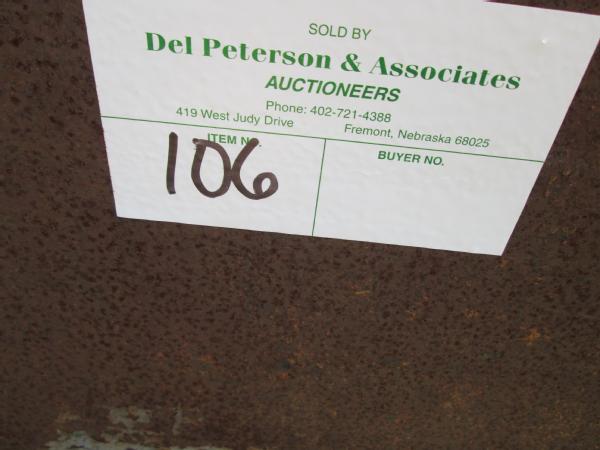 SOLD BY
Del Peterson & Associates
AUCTIONEERS
Phone: 402-721-4388
419 West Judy Drive Fremont, Nebraska 68025
ITEM NO. BUYER NO.
106